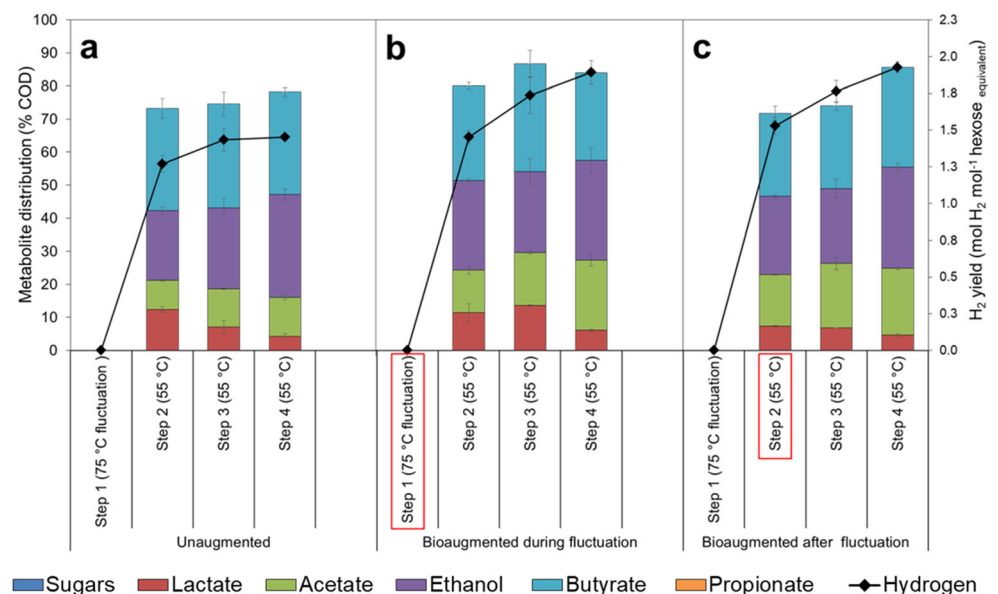 a
b
c
Metabolite distribution (% COD)
100
90
80
70
60
50
40
30
20
10
0
2.3
2.0
1.8
1.5
1.3
1.0
0.8
0.5
0.3
0.0
H2 yield (mol H2 mol-1 hexose equivalent)
Step 1 (75 °C fluctuation )
Step 2 (55 °C)
Step 3 (55 °C)
Step 4 (55 °C)
Step 1 (75 °C fluctuation)
Step 2 (55 °C)
Step 3 (55 °C)
Step 4 (55 °C)
Step 1 (75 °C fluctuation)
Step 2 (55 °C)
Step 3 (55 °C)
Step 4 (55 °C)
Unaugmented
Bioaugmented during fluctuation
Bioaugmented after fluctuation
Sugars Lactate Acetate Ethanol Butyrate Propionate Hydrogen